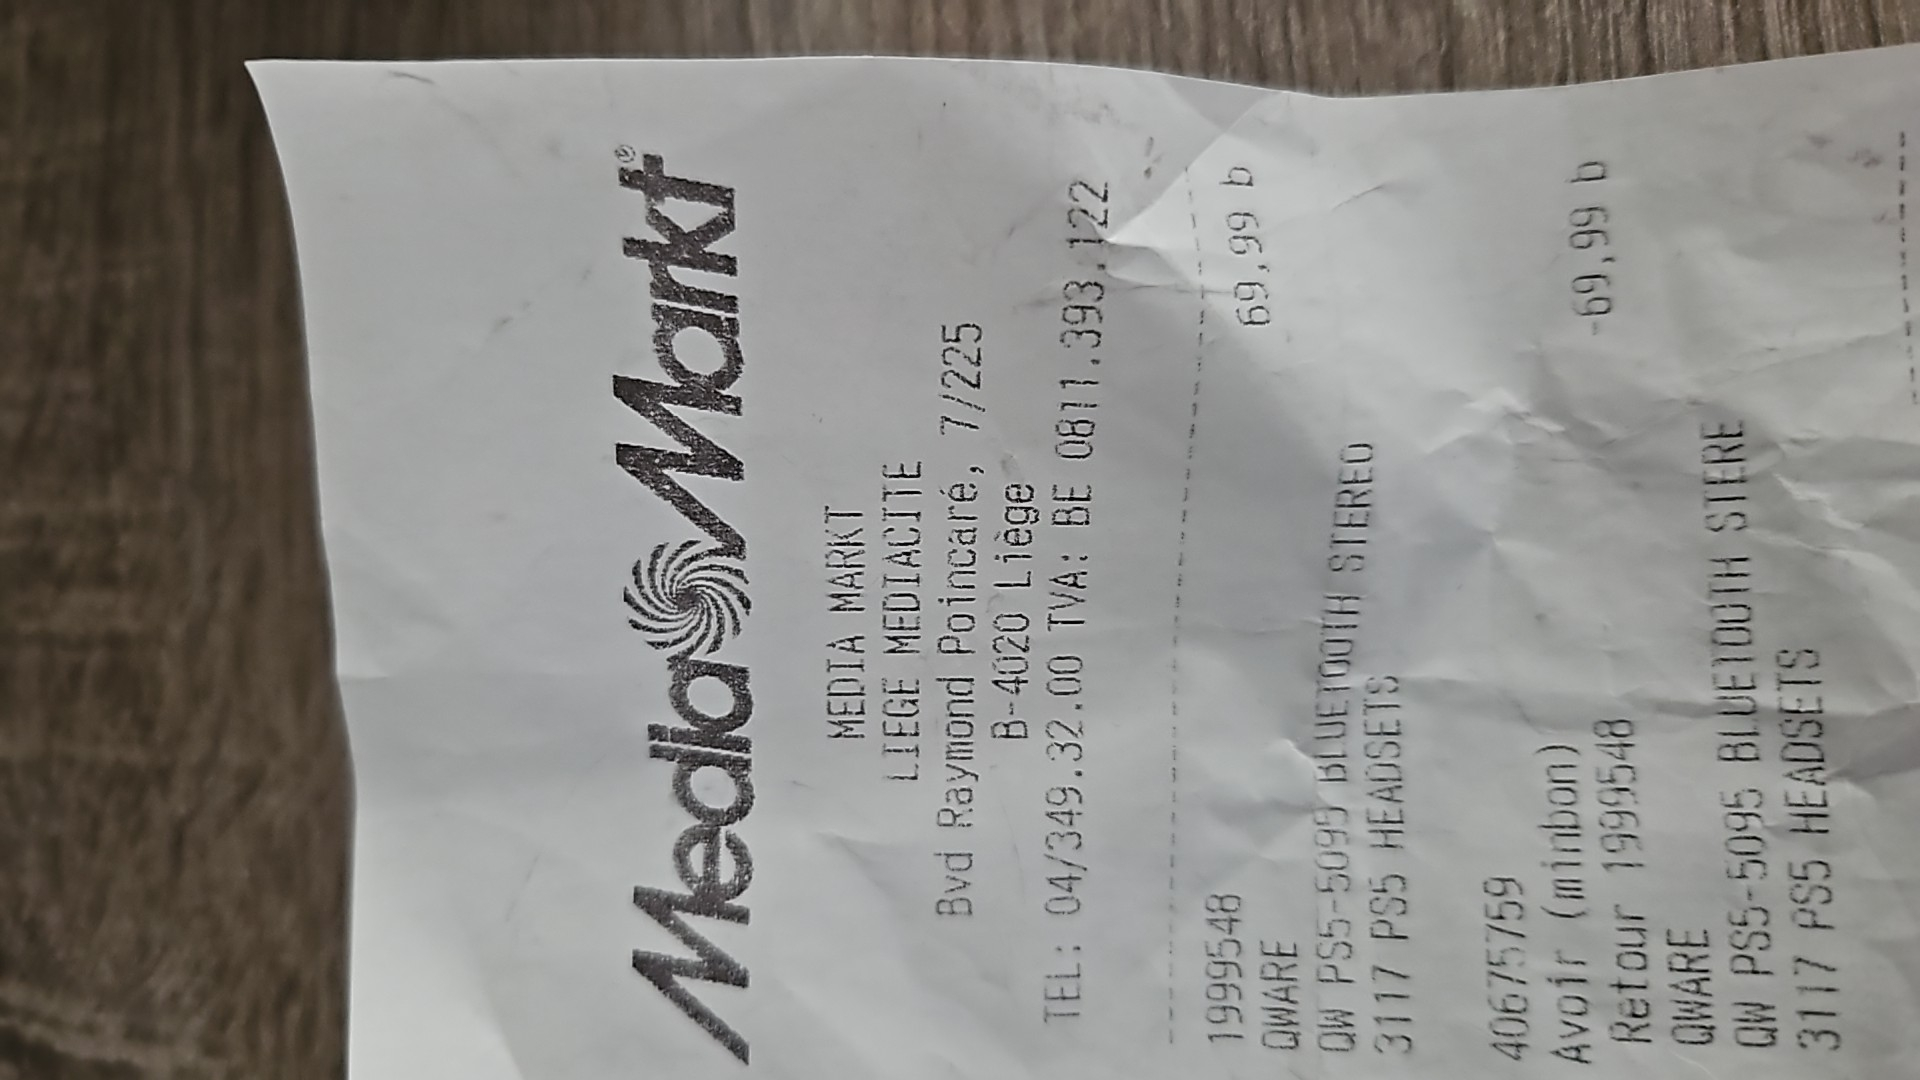 MediaMarkt®
MEDIA MARKT
LIEGE MEDIACITE
Bvd Raymond Poincaré, 7/225
B-4020 Liège
TEL: 04/349.32.00 TVA: BE 0811.393.122
1999548 69,99 b
QWARE
QW PS5-5095 BLUETOOTH STEREO
3117 PS5 HEADSETS
406757759
Avoir (minbon) -69,99 b
Retour 1999548
QWARE
QW PS5-5095 BLUETOOTH STERE
3117 PS5 HEADSETS